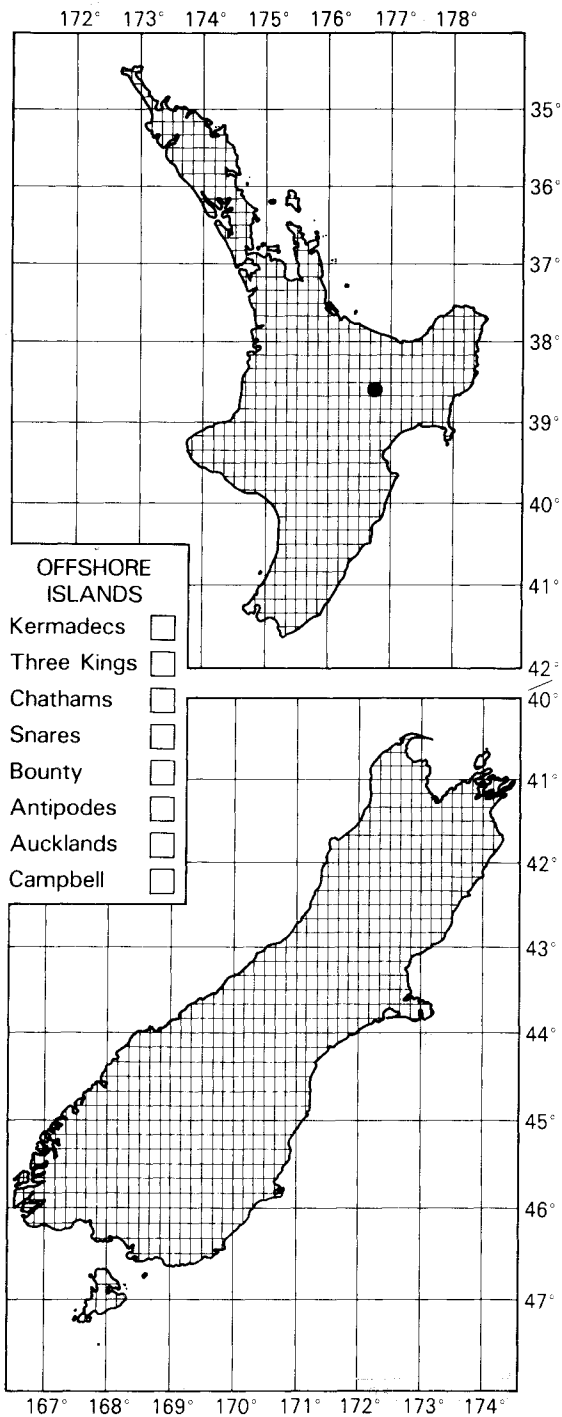 172° 173° 174° 175° 176° 177° 178°
35°
36°
37°
38°
39°
40°
41°
42°
OFFSHORE
ISLANDS
Kermadecs
Three Kings
Chathams
Snares
Bounty
Antipodes
Aucklands
Campbell
40°
41°
42°
43°
44°
45°
46°
47°
167° 168° 169° 170° 171° 172° 173° 174°